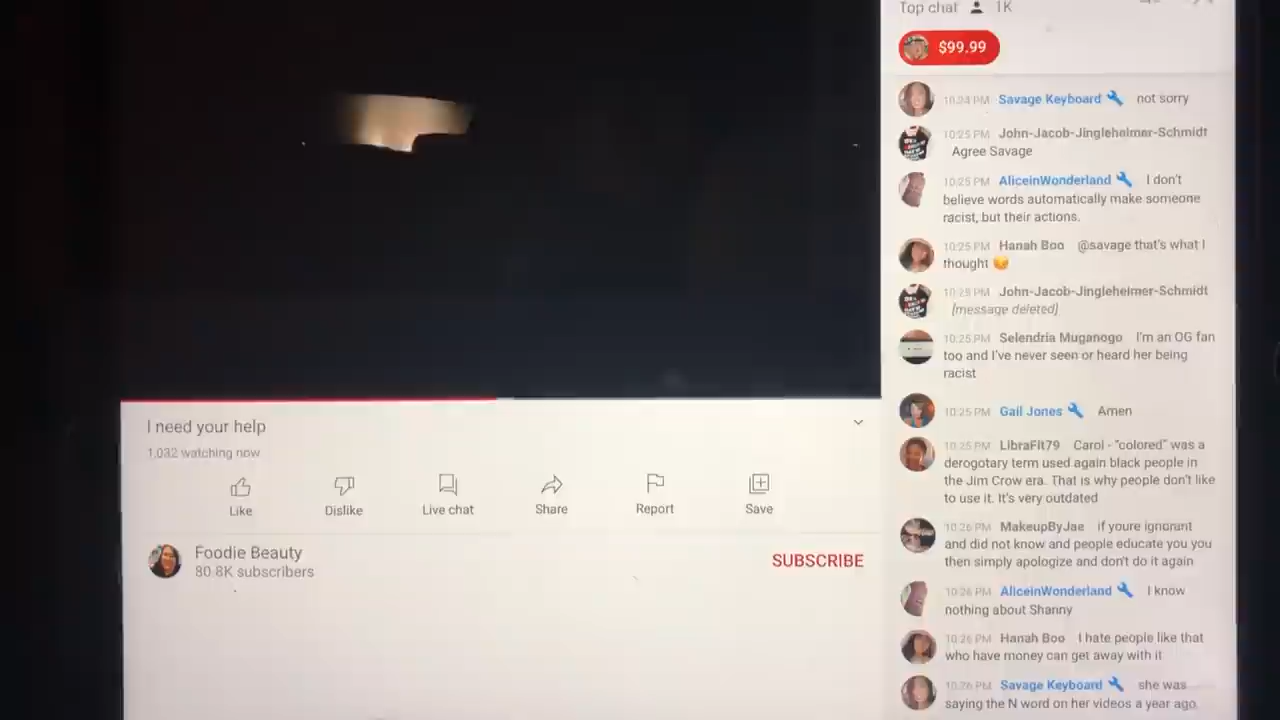 Top chat 1K
$99.99
10:24 PM Savage Keyboard not sorry
10:25 PM John-Jacob-Jingleheimer-Schmidt
Agree Savage
10:25 PM AliceinWonderland I don't
believe words automatically make someone
racist, but their actions.
10:25 PM Hanah Boo @savage that's what I
thought
10:25 PM John-Jacob-Jingleheimer-Schmidt
[message deleted]
10:25 PM Selendria Muganogo I'm an OG fan
too and I've never seen or heard her being
racist
10:25 PM Gail Jones Amen
10:25 PM LibraFit79 Carol - "colored" was a
derogotary term used again black people in
the Jim Crow era. That is why people don't like
to use it. It's very outdated
10:26 PM MakeupByJae if youre ignorant
and did not know and people educate you you
then simply apologize and don't do it again
10:26 PM AliceinWonderland I know
nothing about Shanny
10:26 PM Hanah Boo I hate people like that
who have money can get away with it
10:26 PM Savage Keyboard she was
saying the N word on her videos a year ago
I need your help
1,032 watching now
Like Dislike Live chat Share Report Save
Foodie Beauty
80.8K subscribers
SUBSCRIBE